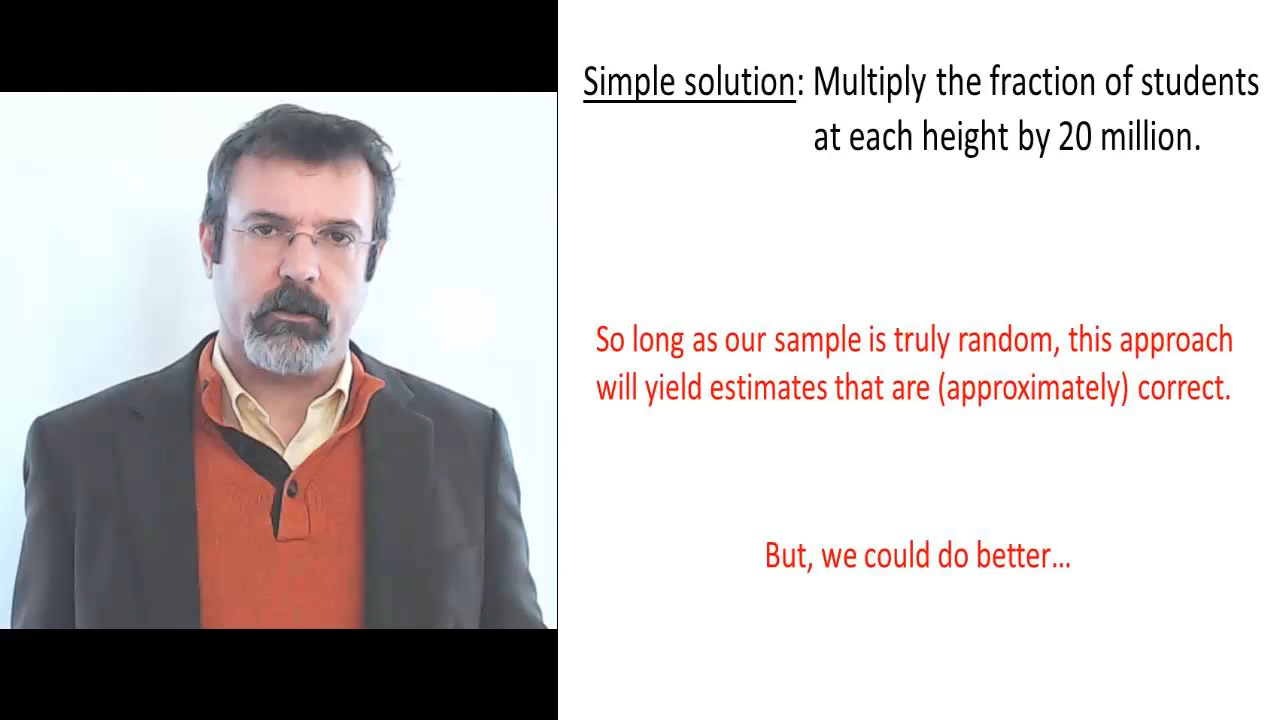 Simple solution: Multiply the fraction of students
at each height by 20 million.
So long as our sample is truly random, this approach
will yield estimates that are (approximately) correct.
But, we could do better...